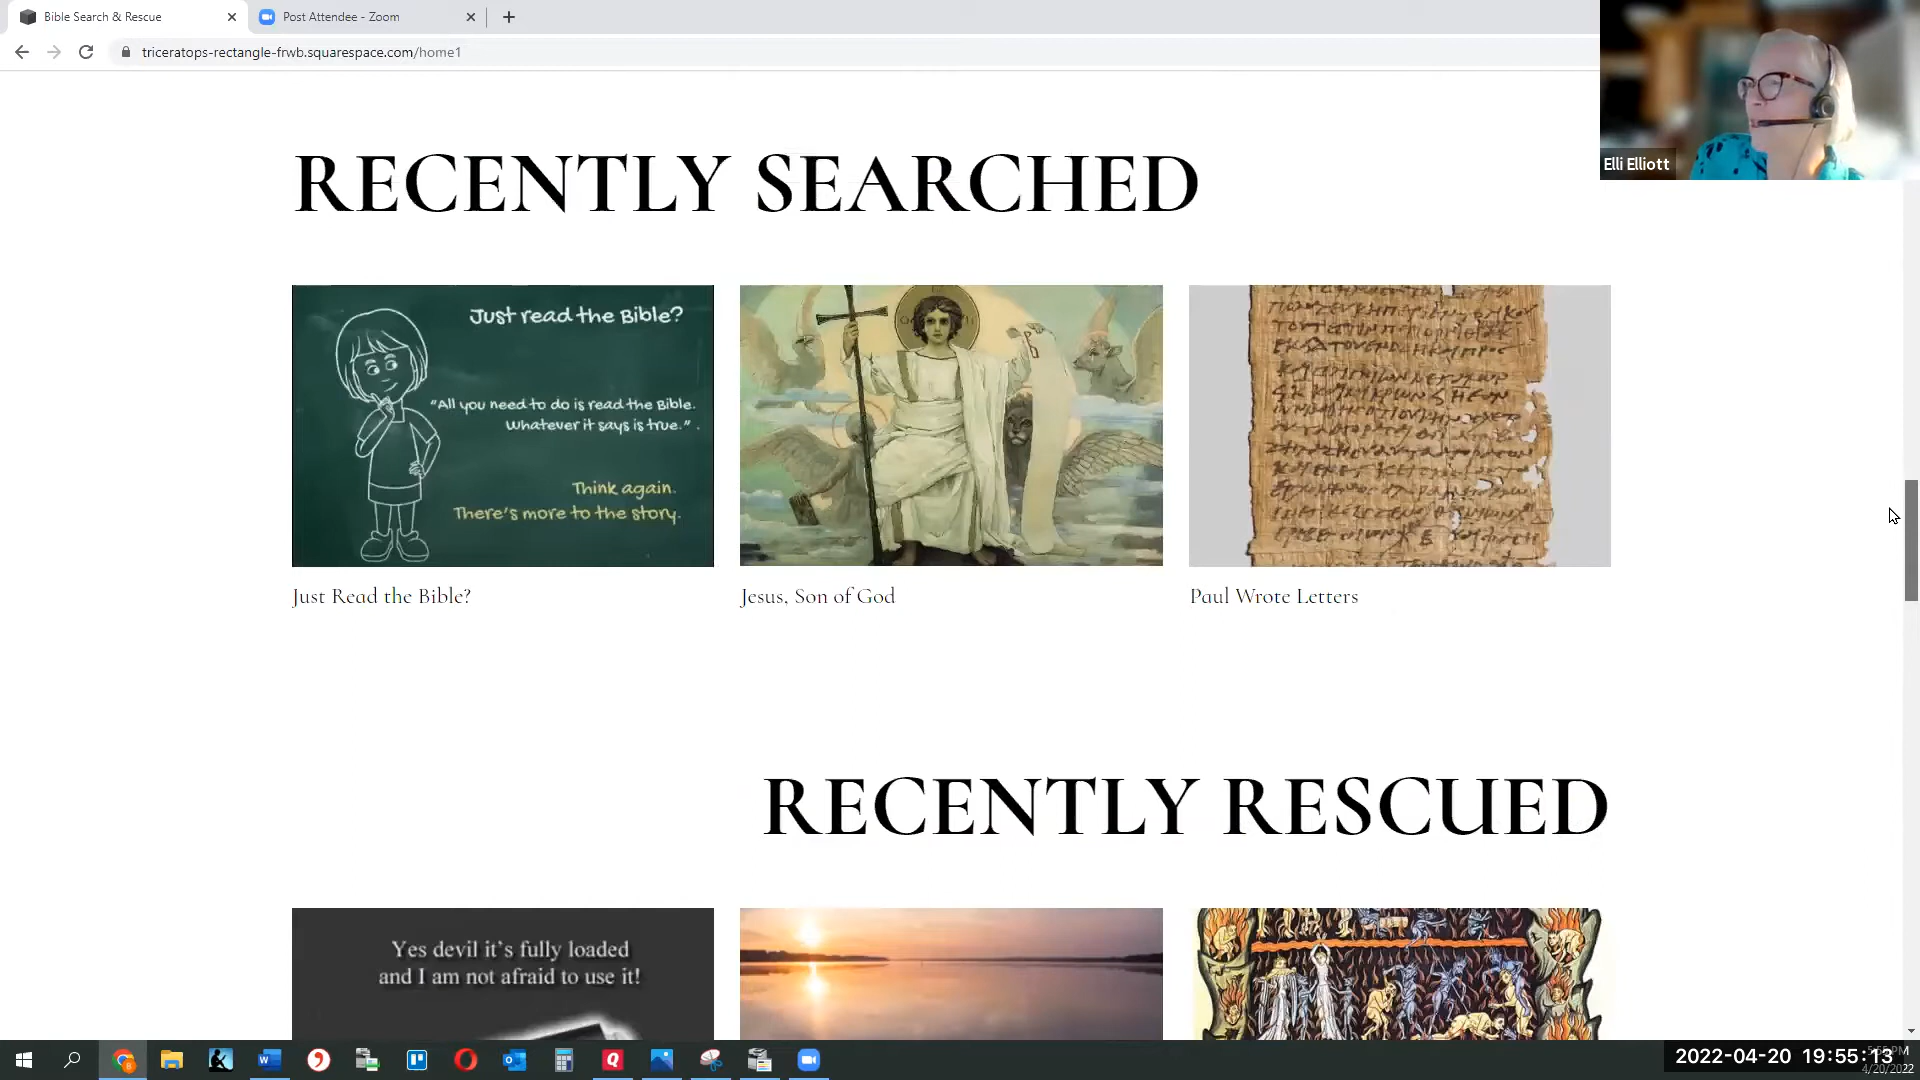 Bible Search & Rescue
Post Attendee - Zoom
triceratops-rectangle-frwb.squarespace.com/home1
Elli Elliott
RECENTLY SEARCHED
Just read the Bible?
"All you need to do is read the Bible.
Whatever it says is true." .
Think again.
There's more to the story.
Just Read the Bible?
Jesus, Son of God
Paul Wrote Letters
RECENTLY RESCUED
Yes devil it's fully loaded
and I am not afraid to use it!
2022-04-20 19:55:13
4/20/2022